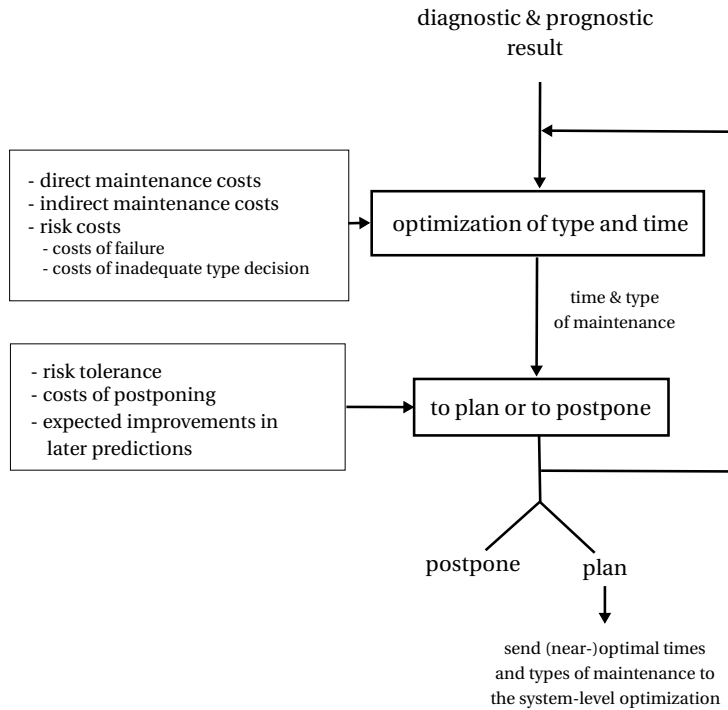 diagnostic & prognostic
result
- direct maintenance costs
- indirect maintenance costs
- risk costs
- costs of failure
- costs of inadequate type decision
optimization of type and time
time & type
of maintenance
- risk tolerance
- costs of postponing
- expected improvements in
later predictions
to plan or to postpone
postpone
plan
send (near-)optimal times
and types of maintenance to
the system-level optimization